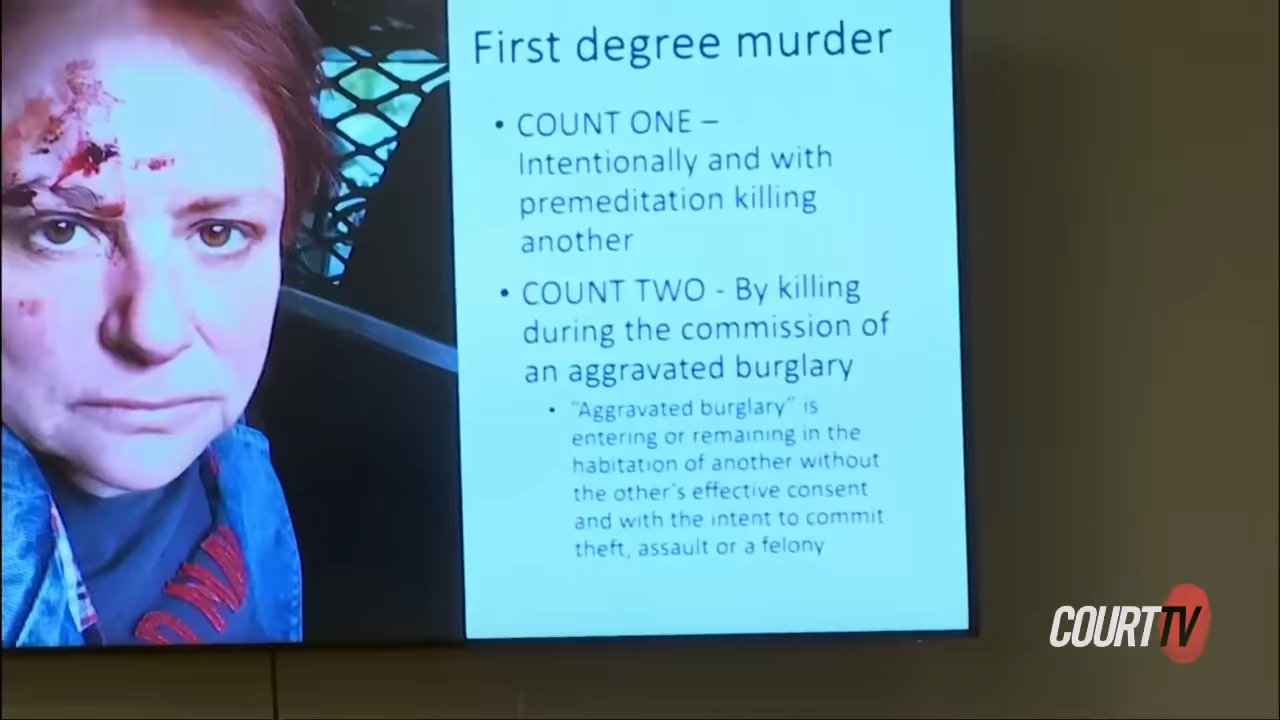 First degree murder
• COUNT ONE –
Intentionally and with
premeditation killing
another
• COUNT TWO - By killing
during the commission of
an aggravated burglary
• "Aggravated burglary" is
entering or remaining in the
habitation of another without
the other's effective consent
and with the intent to commit
theft, assault or a felony
COURT TV